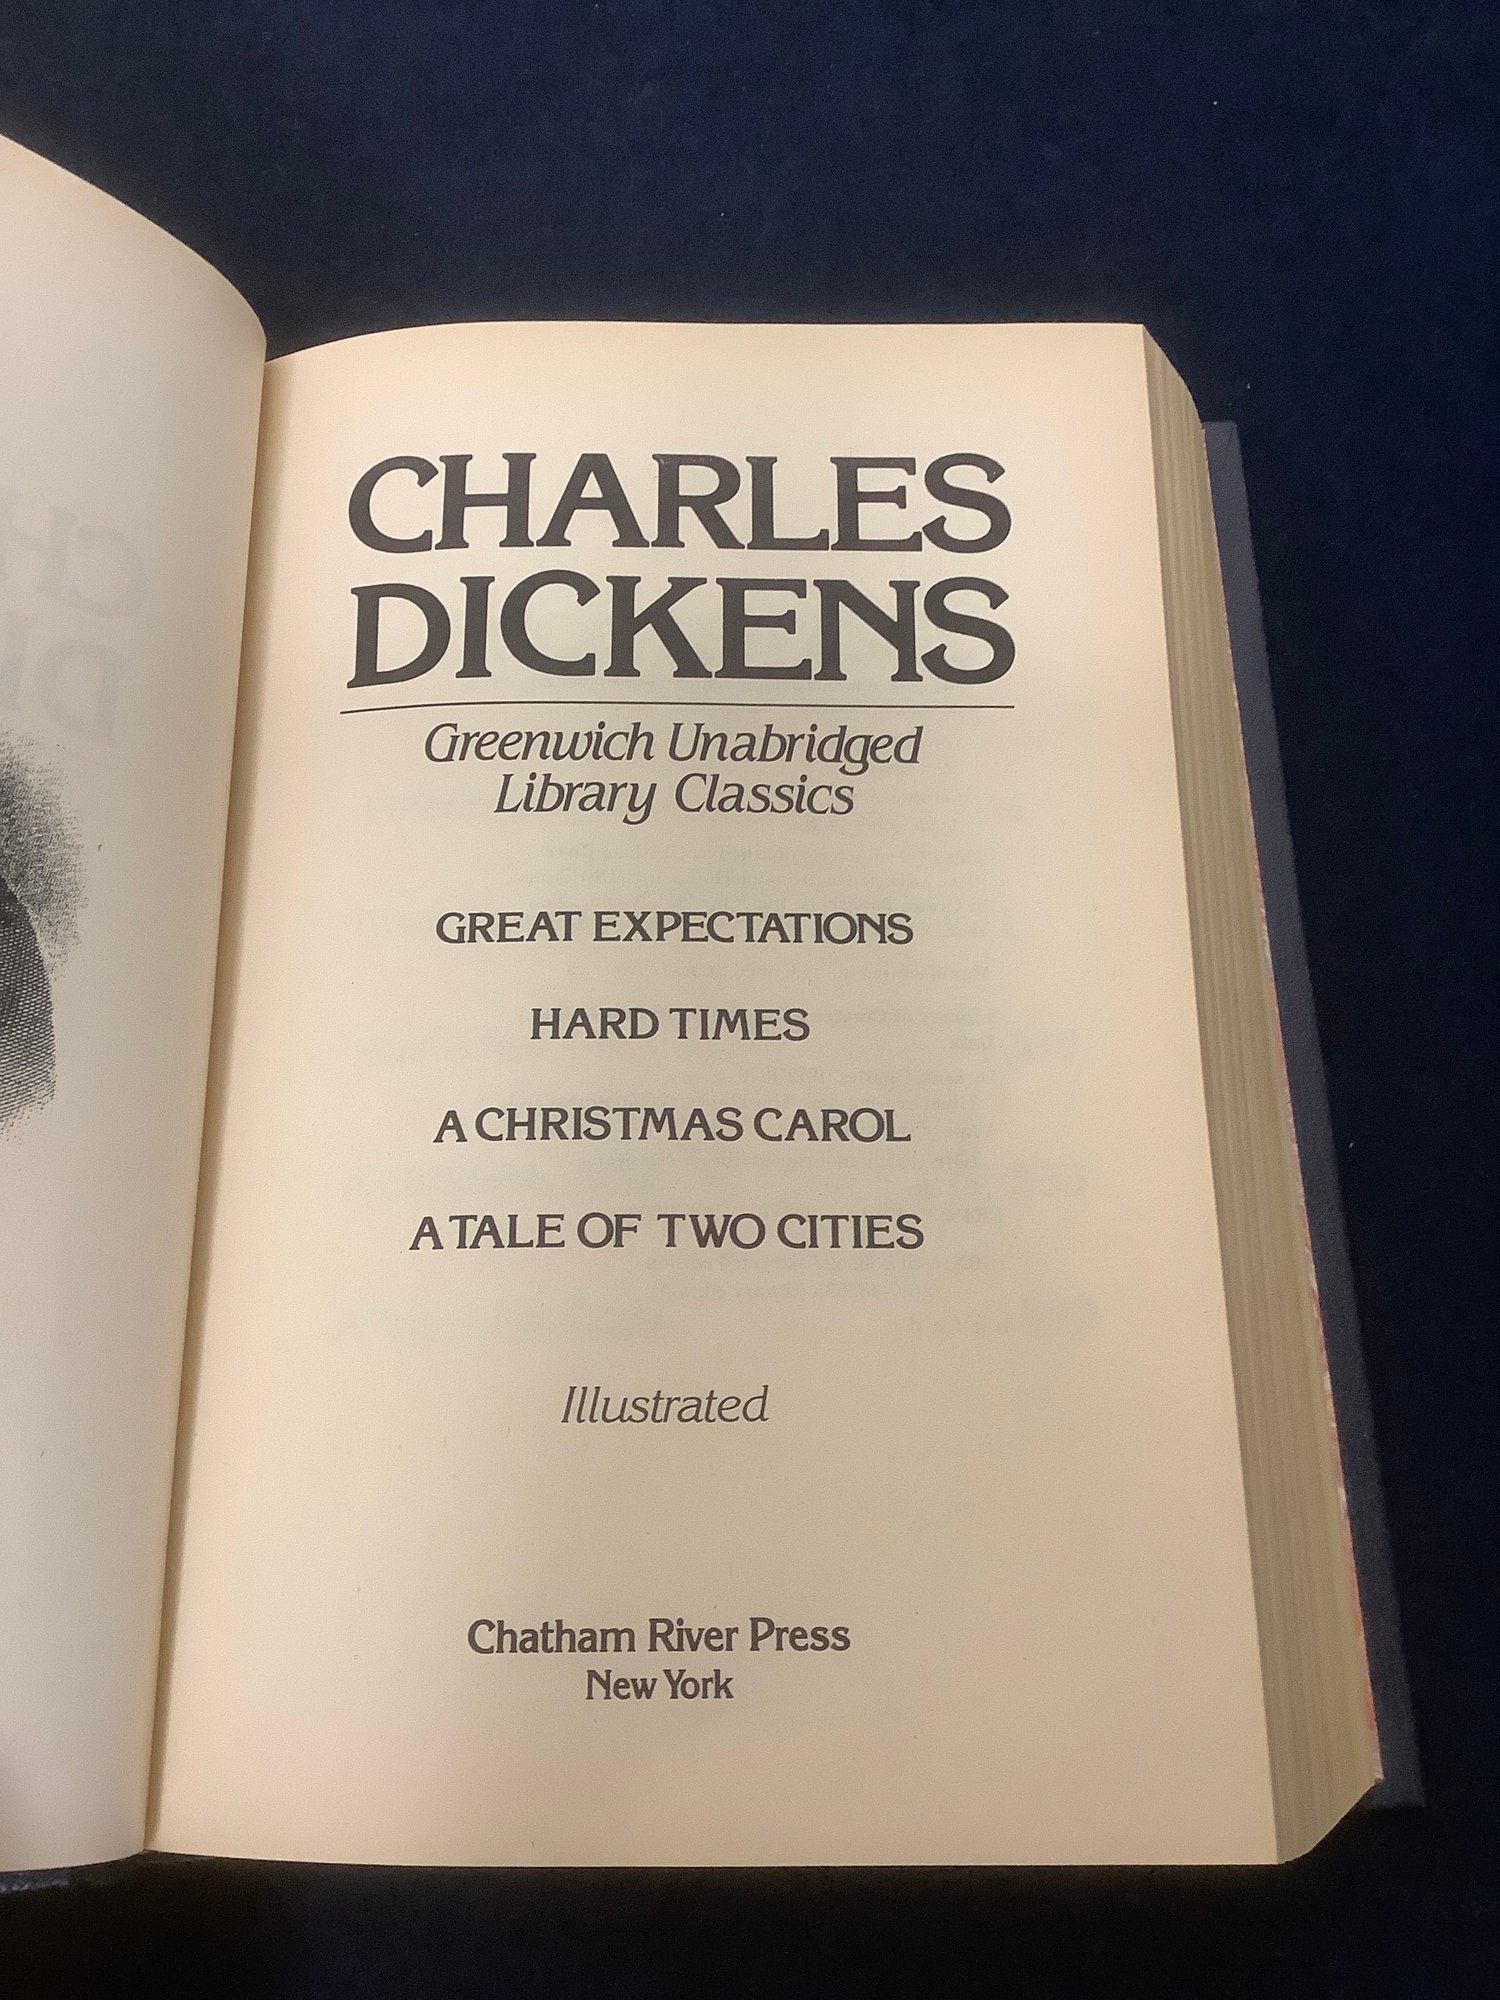 CHARLES
DICKENS
Greenwich Unabridged
Library Classics
GREAT EXPECTATIONS
HARD TIMES
A CHRISTMAS CAROL
A TALE OF TWO CITIES
Illustrated
Chatham River Press
New York